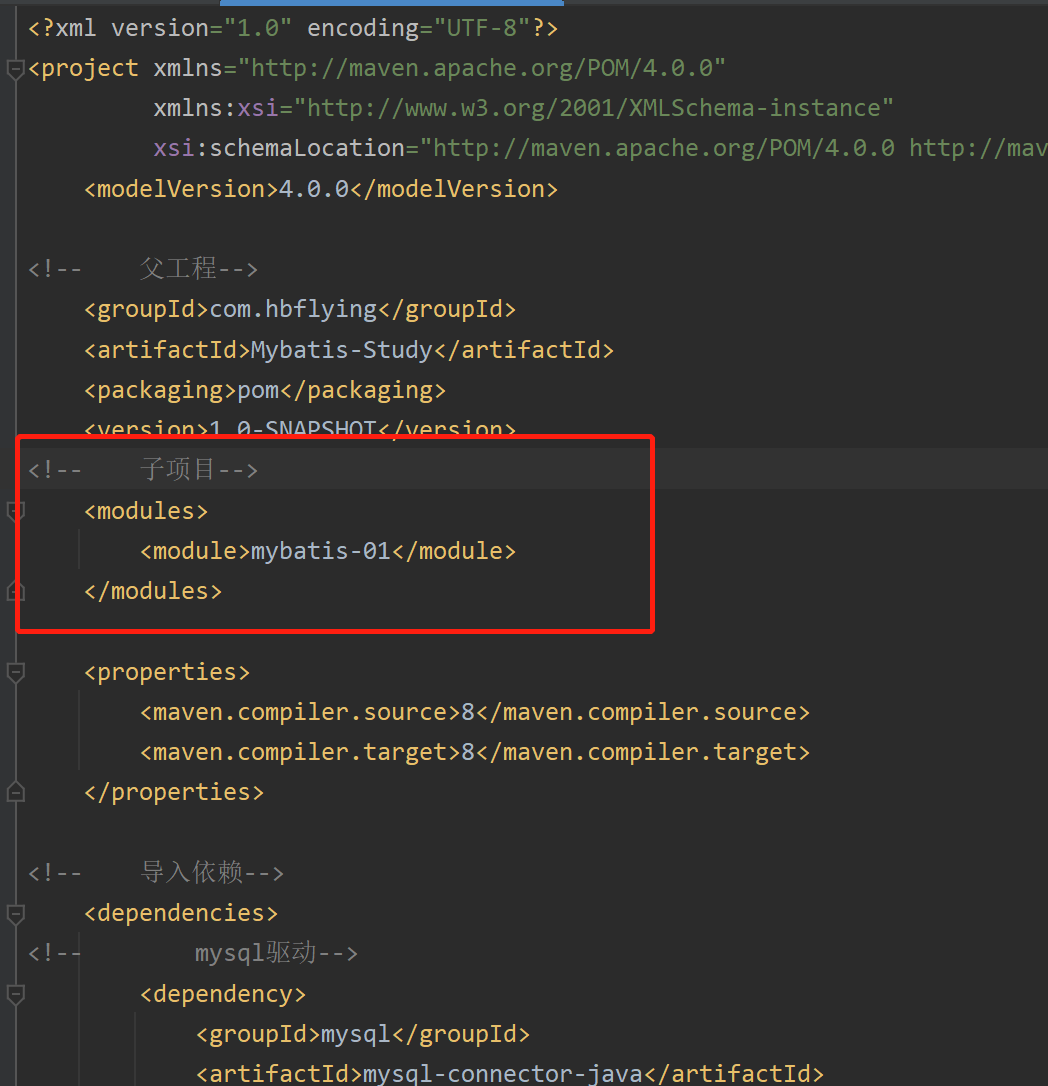 <?xml version="1.0" encoding="UTF-8"?>
<project xmlns="http://maven.apache.org/POM/4.0.0"
xmlns:xsi="http://www.w3.org/2001/XMLSchema-instance"
xsi:schemaLocation="http://maven.apache.org/POM/4.0.0 http://mav
<modelVersion>4.0.0</modelVersion>
<!-- 父工程-->
<groupId>com.hbflying</groupId>
<artifactId>Mybatis-Study</artifactId>
<packaging>pom</packaging>
<version>1.0-SNAPSHOT</version>
<!-- 子项目-->
<modules>
<module>mybatis-01</module>
</modules>
<properties>
<maven.compiler.source>8</maven.compiler.source>
<maven.compiler.target>8</maven.compiler.target>
</properties>
<!-- 导入依赖-->
<dependencies>
<!-- mysql驱动-->
<dependency>
<groupId>mysql</groupId>
<artifactId>mysql-connector-java</artifactId>